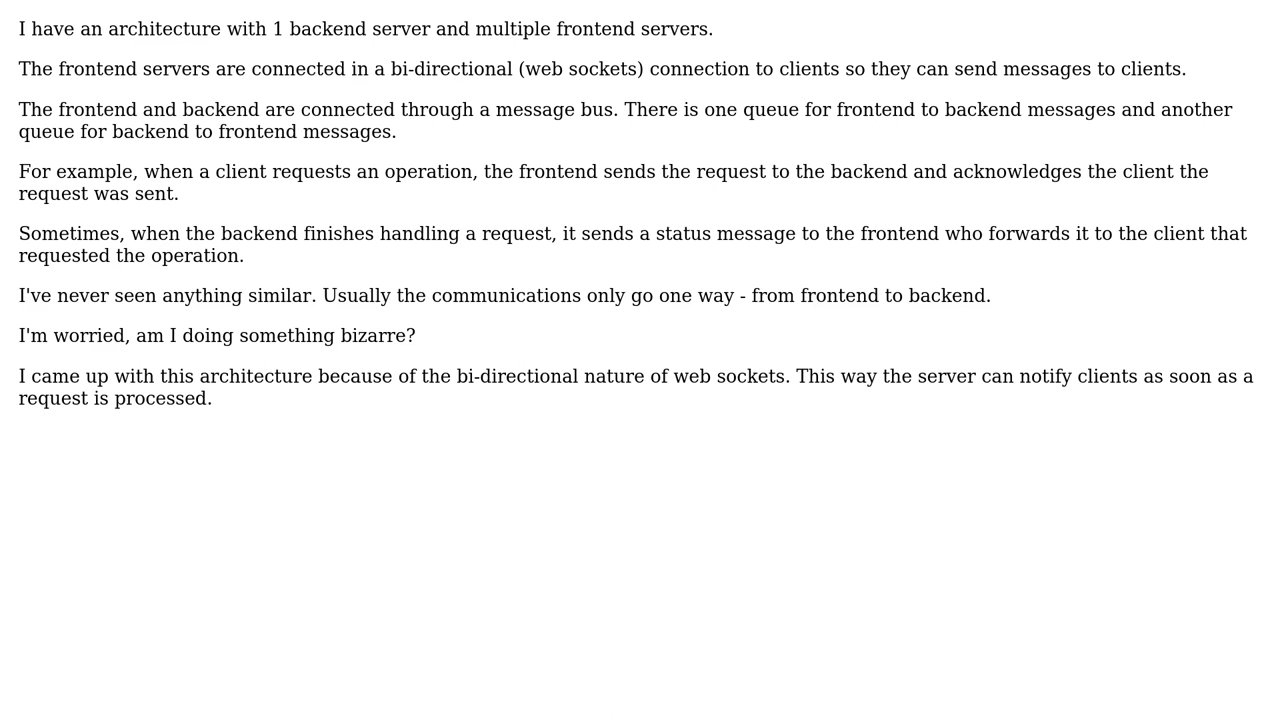 I have an architecture with 1 backend server and multiple frontend servers.
The frontend servers are connected in a bi-directional (web sockets) connection to clients so they can send messages to clients.
The frontend and backend are connected through a message bus. There is one queue for frontend to backend messages and another
queue for backend to frontend messages.
For example, when a client requests an operation, the frontend sends the request to the backend and acknowledges the client the
request was sent.
Sometimes, when the backend finishes handling a request, it sends a status message to the frontend who forwards it to the client that
requested the operation.
I've never seen anything similar. Usually the communications only go one way - from frontend to backend.
I'm worried, am I doing something bizarre?
I came up with this architecture because of the bi-directional nature of web sockets. This way the server can notify clients as soon as a
request is processed.